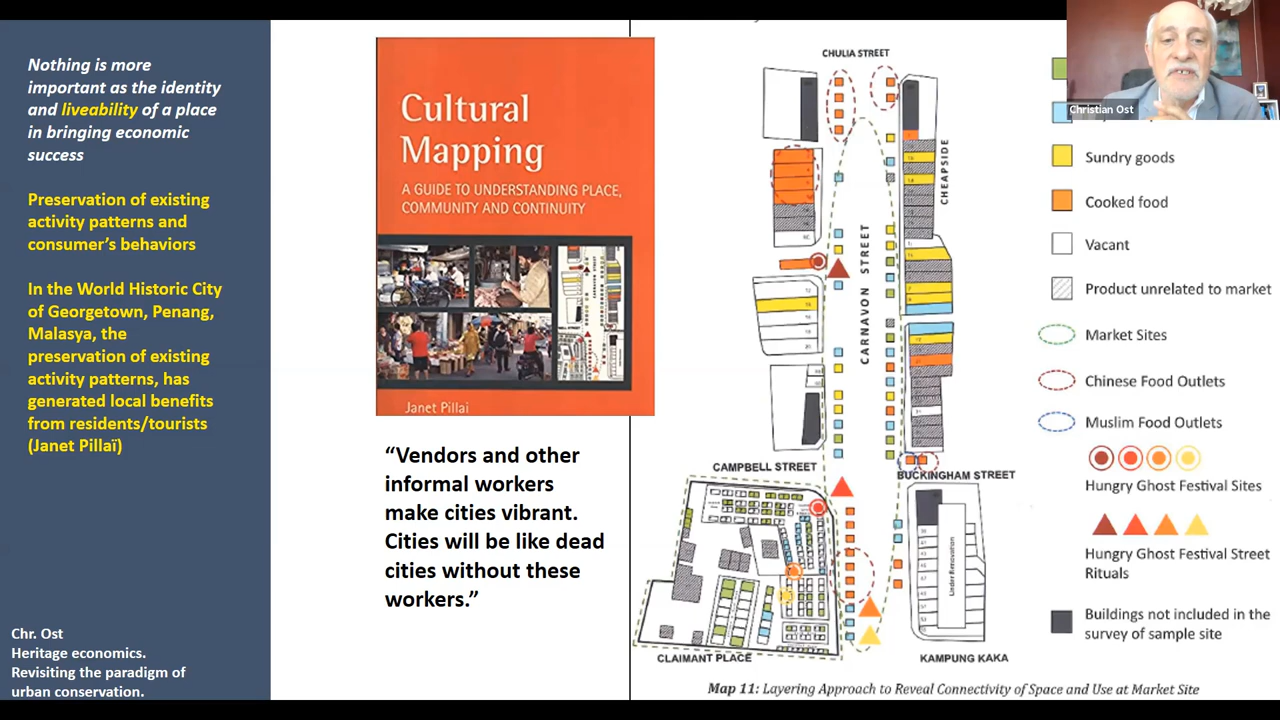 Nothing is more
important as the identity
and liveability of a place
in bringing economic
success
Preservation of existing
activity patterns and
consumer's behaviors
In the World Historic City
of Georgetown, Penang,
Malasya, the
preservation of existing
activity patterns, has
generated local benefits
from residents/tourists
(Janet Pillaï)
Chr. Ost
Heritage economics.
Revisiting the paradigm of
urban conservation.
Cultural
Mapping
A GUIDE TO UNDERSTANDING PLACE,
COMMUNITY AND CONTINUITY
Janet Pillai
“Vendors and other
informal workers
make cities vibrant.
Cities will be like dead
cities without these
workers.”
CHULIA STREET
CHEAPSIDE
CARNAVON STREET
CAMPBELL STREET
BUCKINGHAM STREET
Under Renovation
CLAIMANT PLACE
KAMPUNG KAKA
Christian Ost
Sundry goods
Cooked food
Vacant
Product unrelated to market
Market Sites
Chinese Food Outlets
Muslim Food Outlets
Hungry Ghost Festival Sites
Hungry Ghost Festival Street
Rituals
Buildings not included in the
survey of sample site
Map 11: Layering Approach to Reveal Connectivity of Space and Use at Market Site